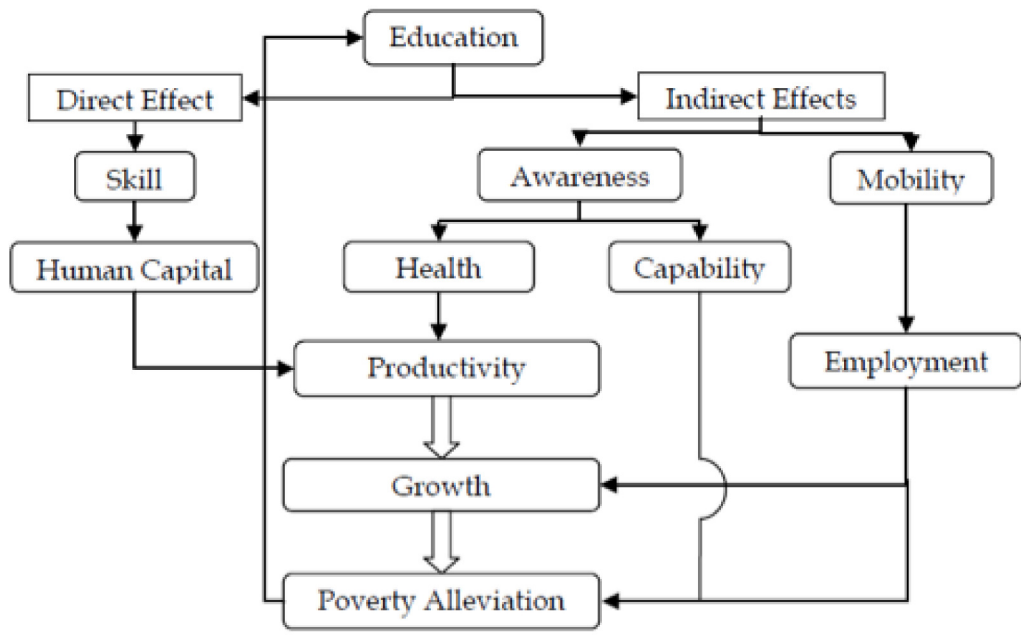 Education
Direct Effect
Indirect Effects
Skill
Awareness
Mobility
Human Capital
Health
Capability
Productivity
Employment
Growth
Poverty Alleviation